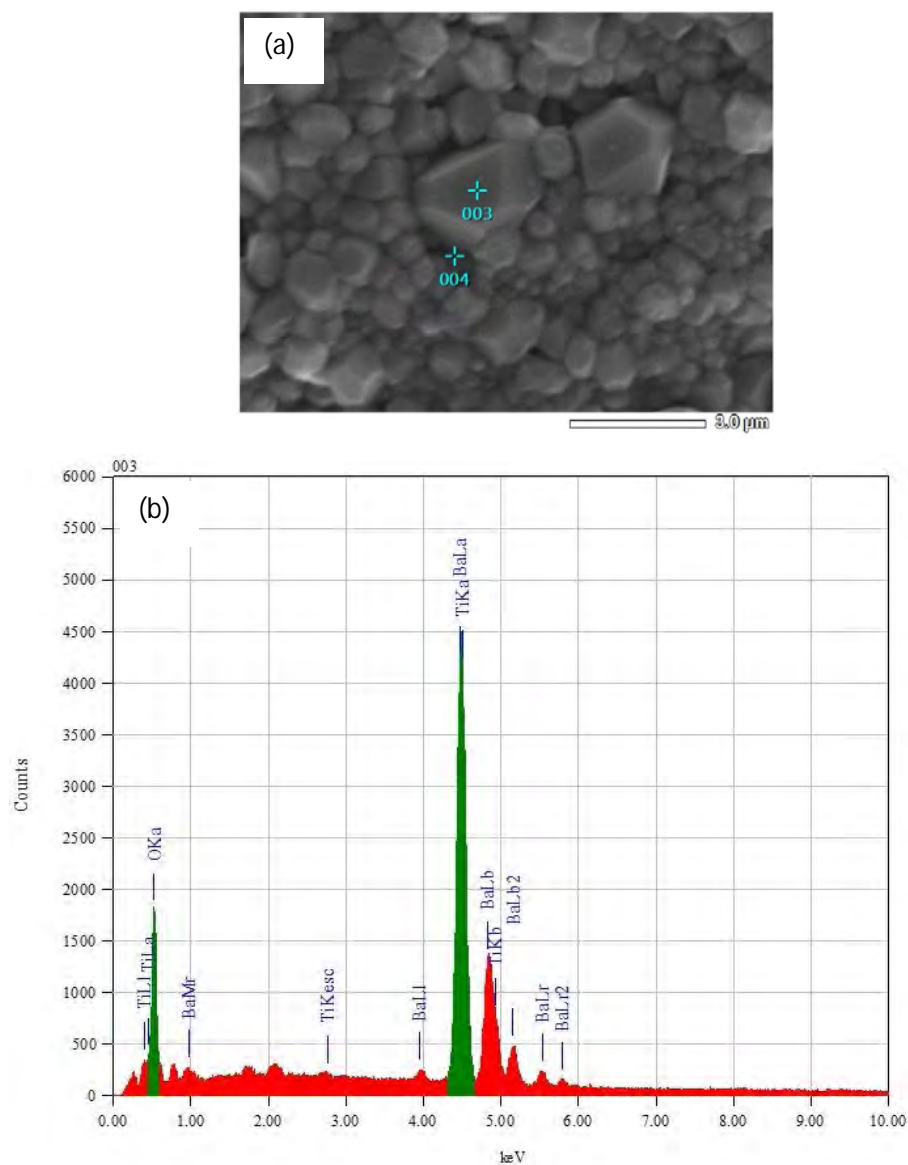 (a)
003
004
3.0 μm
003
(b)
6000
5500
5000
4500
4000
3500
3000
2500
2000
1500
1000
500
0
Counts
TiLl
TiLa
OKa
BaMr
TiKesc
BaLl
TiKa
BaLa
BaLb
TiKb
BaLb2
BaLr
BaLr2
0.00 1.00 2.00 3.00 4.00 5.00 6.00 7.00 8.00 9.00 10.00
keV